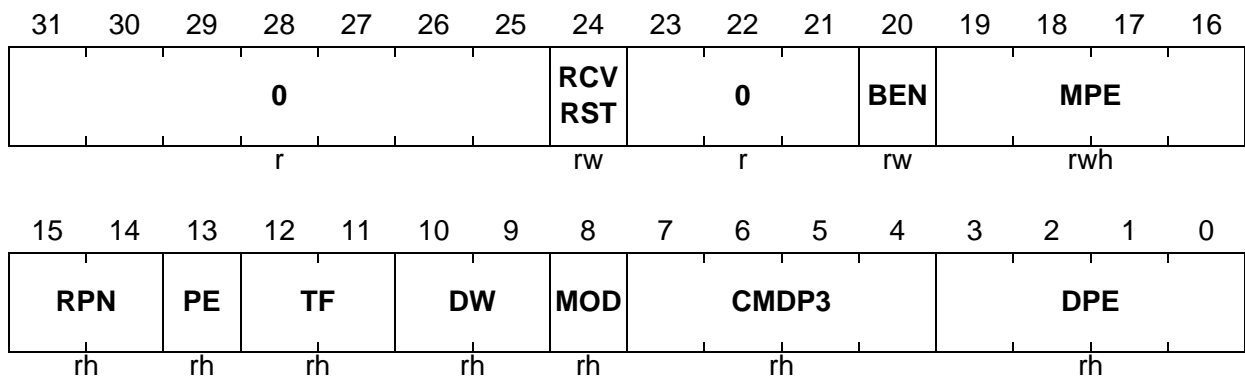 31 30 29 28 27 26 25 24 23 22 21 20 19 18 17 16
0 RCV RST 0 BEN MPE
r rw r rw rwh
15 14 13 12 11 10 9 8 7 6 5 4 3 2 1 0
RPN PE TF DW MOD CMDP3 DPE
rh rh rh rh rh rh rh